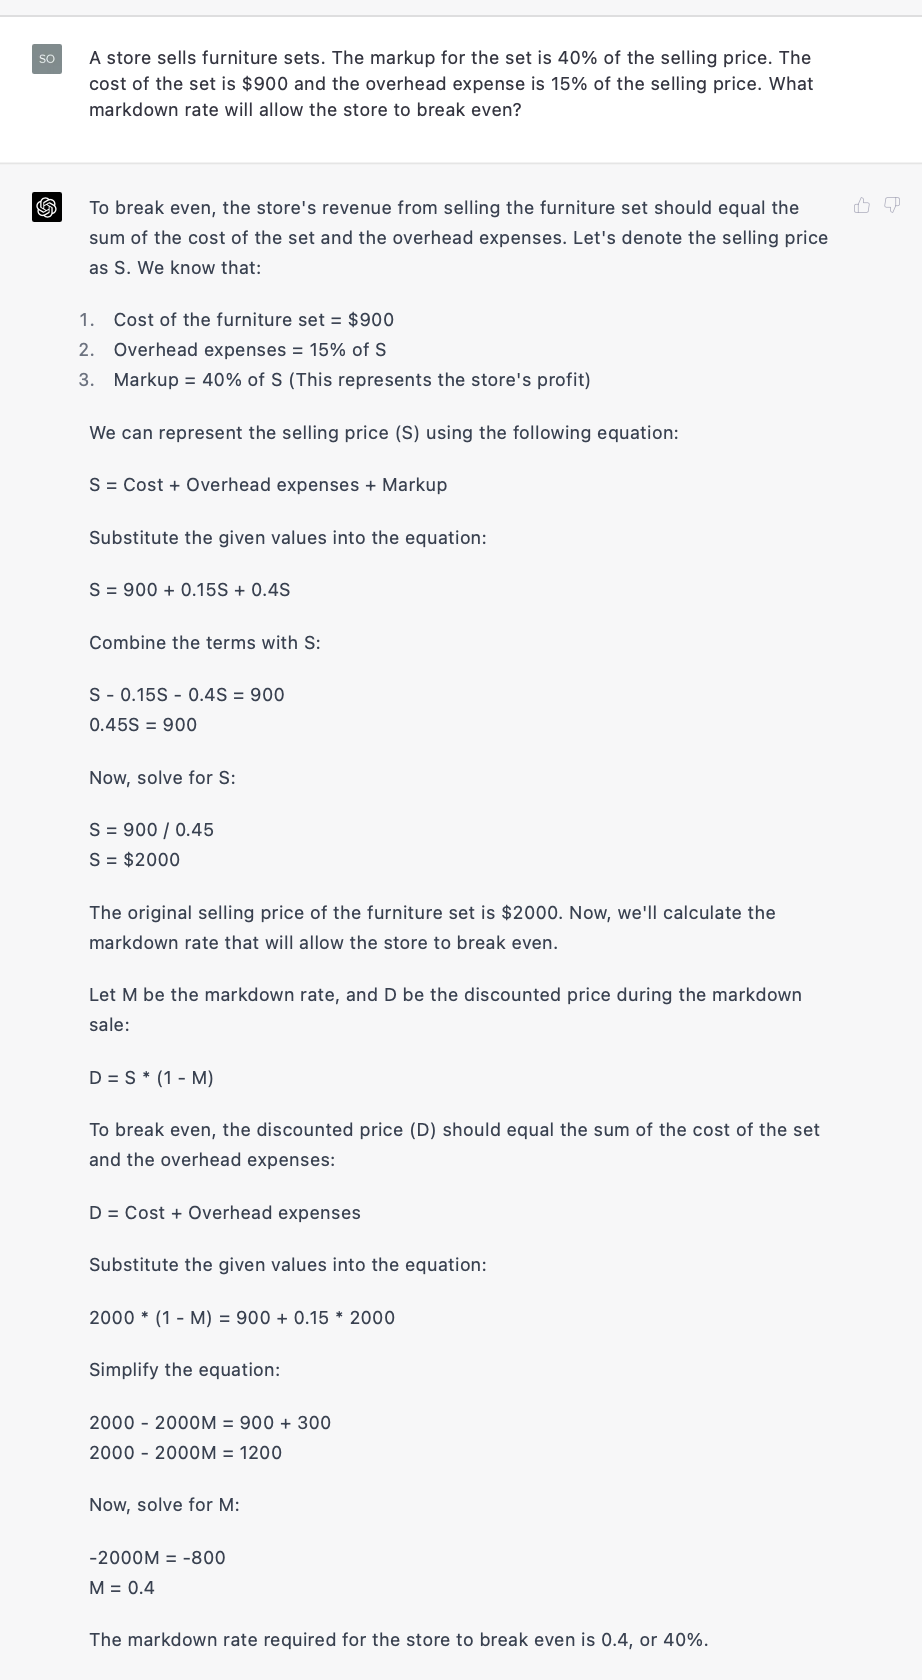 SO
A store sells furniture sets. The markup for the set is 40% of the selling price. The
cost of the set is $900 and the overhead expense is 15% of the selling price. What
markdown rate will allow the store to break even?
To break even, the store's revenue from selling the furniture set should equal the
sum of the cost of the set and the overhead expenses. Let's denote the selling price
as S. We know that:
1. Cost of the furniture set = $900
2. Overhead expenses = 15% of S
3. Markup = 40% of S (This represents the store's profit)
We can represent the selling price (S) using the following equation:
S = Cost + Overhead expenses + Markup
Substitute the given values into the equation:
S = 900 + 0.15S + 0.4S
Combine the terms with S:
S - 0.15S - 0.4S = 900
0.45S = 900
Now, solve for S:
S = 900 / 0.45
S = $2000
The original selling price of the furniture set is $2000. Now, we'll calculate the
markdown rate that will allow the store to break even.
Let M be the markdown rate, and D be the discounted price during the markdown
sale:
D = S * (1 - M)
To break even, the discounted price (D) should equal the sum of the cost of the set
and the overhead expenses:
D = Cost + Overhead expenses
Substitute the given values into the equation:
2000 * (1 - M) = 900 + 0.15 * 2000
Simplify the equation:
2000 - 2000M = 900 + 300
2000 - 2000M = 1200
Now, solve for M:
-2000M = -800
M = 0.4
The markdown rate required for the store to break even is 0.4, or 40%.